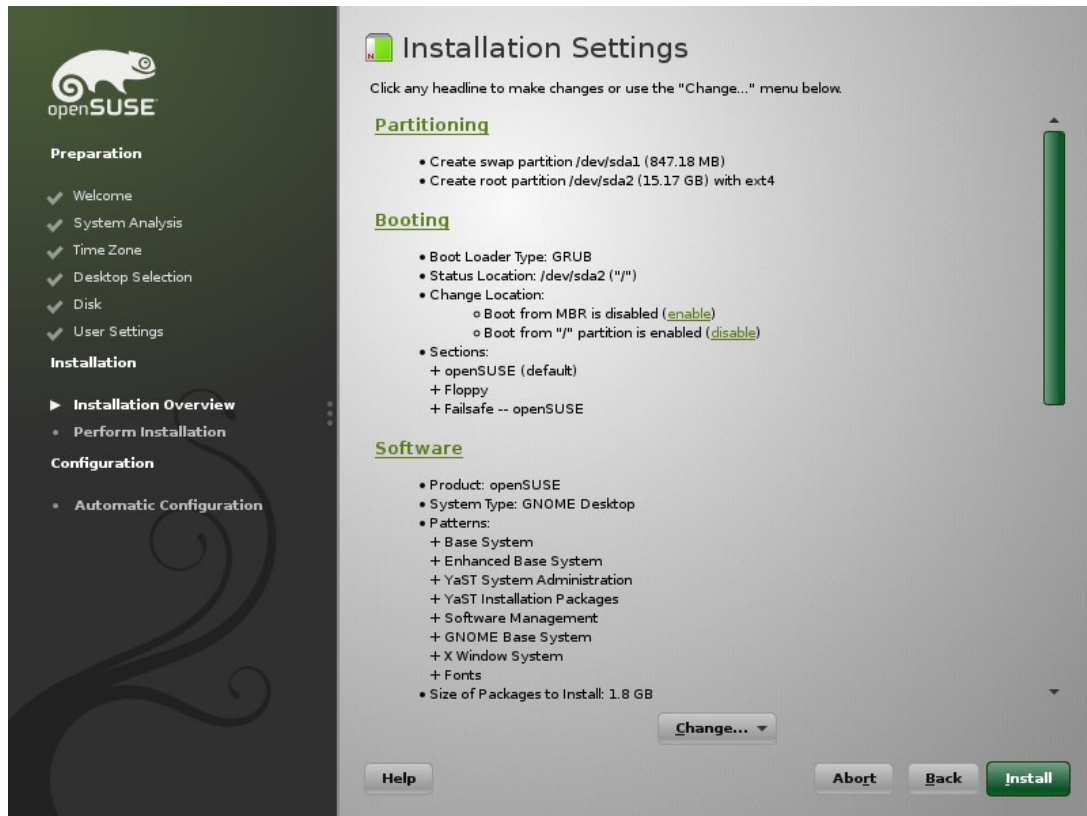 openSUSE
Preparation
Welcome
System Analysis
Time Zone
Desktop Selection
Disk
User Settings
Installation
Installation Overview
Perform Installation
Configuration
Automatic Configuration
N
Installation Settings
Click any headline to make changes or use the "Change..." menu below.
Partitioning
• Create swap partition /dev/sda1 (847.18 MB)
• Create root partition /dev/sda2 (15.17 GB) with ext4
Booting
• Boot Loader Type: GRUB
• Status Location: /dev/sda2 ("/")
• Change Location:
o Boot from MBR is disabled (enable)
o Boot from "/" partition is enabled (disable)
• Sections:
+ openSUSE (default)
+ Floppy
+ Failsafe -- openSUSE
Software
• Product: openSUSE
• System Type: GNOME Desktop
• Patterns:
+ Base System
+ Enhanced Base System
+ YaST System Administration
+ YaST Installation Packages
+ Software Management
+ GNOME Base System
+ X Window System
+ Fonts
• Size of Packages to Install: 1.8 GB
Change...
Help
Abort
Back
Install